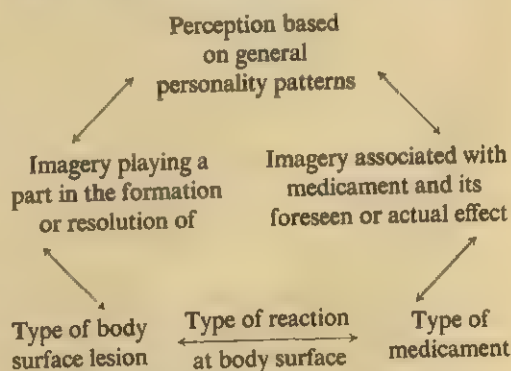 Perception based
on general
personality patterns
Imagery playing a
part in the formation
or resolution of
Imagery associated with
medicament and its
foreseen or actual effect
Type of body
surface lesion
Type of reaction
at body surface
Type of
medicament